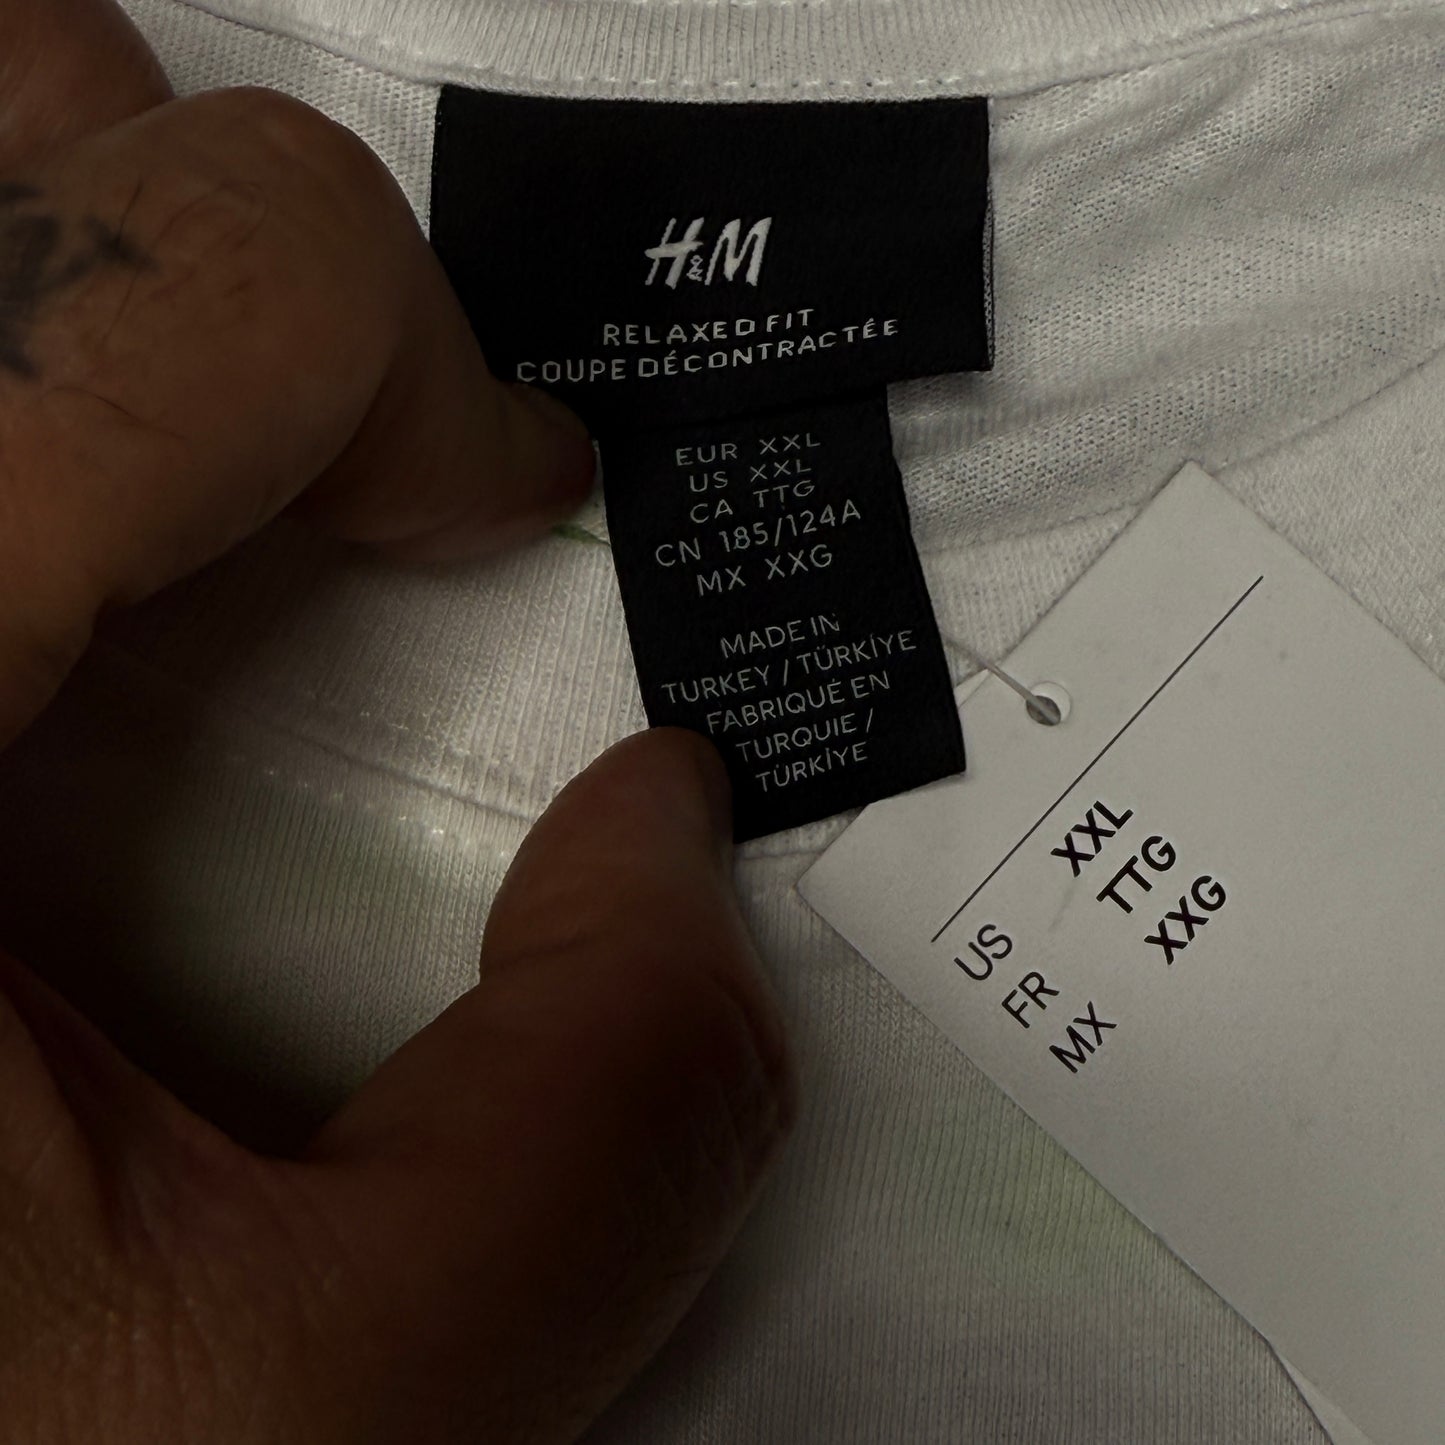 H&M
RELAXED FIT
COUPE DÉCONTRACTÉE
EUR XXL
US XXL
CA TTG
CN 185/124A
MX XXG
MADE IN
TURKEY / TÜRKİYE
FABRIQUÉ EN
TURQUIE /
TÜRKİYE
US XXL
FR TTG
MX XXG